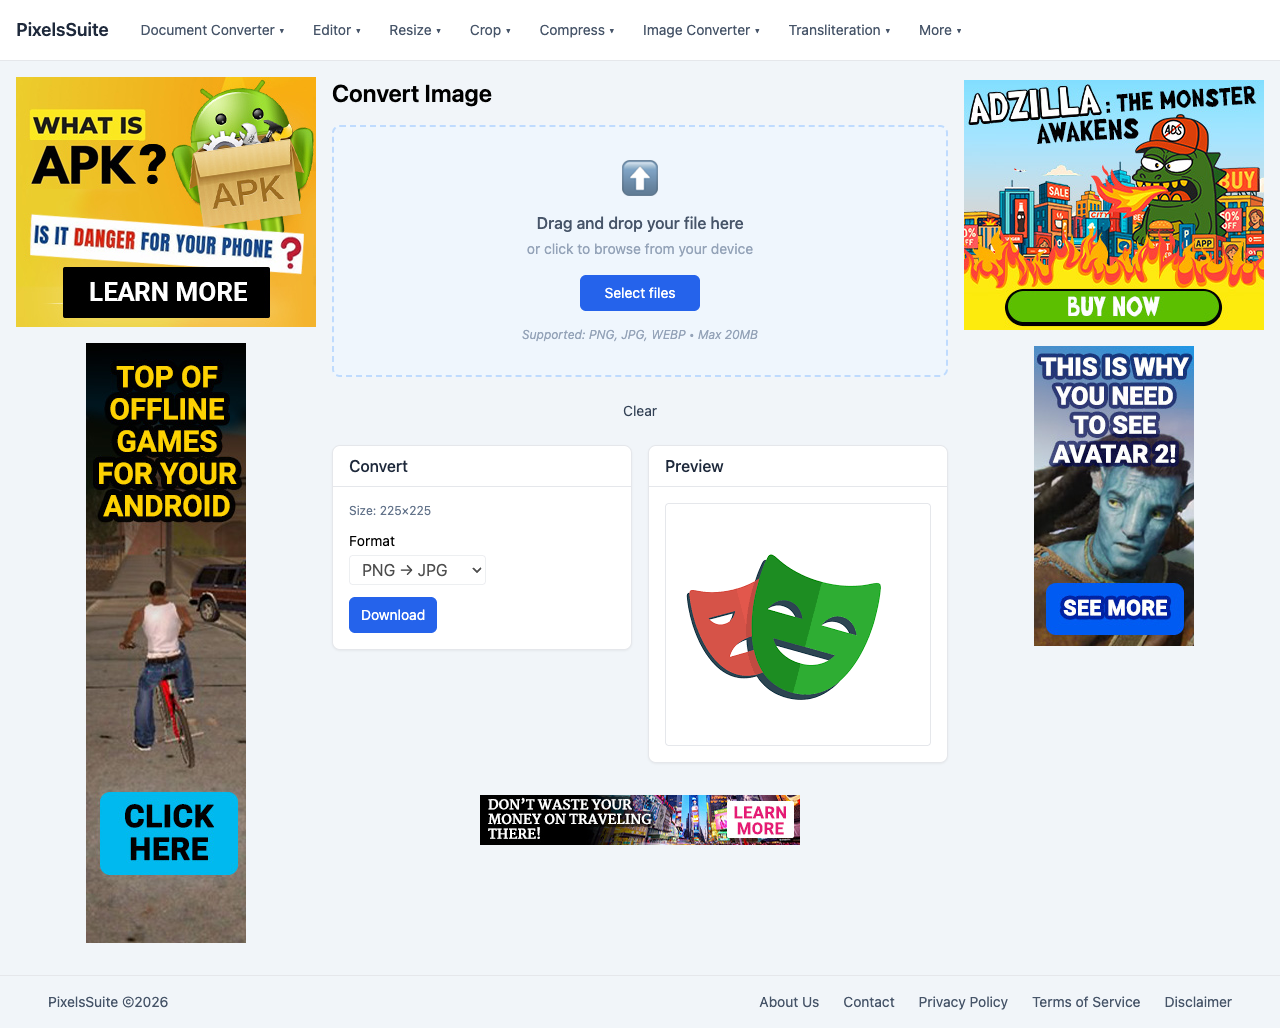 PixelsSuite
Document Converter ▾
Editor ▾
Resize ▾
Crop ▾
Compress ▾
Image Converter ▾
Transliteration ▾
More ▾
WHAT IS
APK?
APK
IS IT DANGER FOR YOUR PHONE ?
LEARN MORE
TOP OF
OFFLINE
GAMES
FOR YOUR
ANDROID
CLICK
HERE
Convert Image
Drag and drop your file here
or click to browse from your device
Select files
Supported: PNG, JPG, WEBP • Max 20MB
Clear
Convert
Size: 225×225
Format
PNG → JPG
Download
Preview
DON'T WASTE YOUR
MONEY ON TRAVELING
THERE!
LEARN
MORE
ADZILLA : THE MONSTER
AWAKENS
ADS
SALE
BUY
CITY
APP
BUY NOW
THIS IS WHY
YOU NEED
TO SEE
AVATAR 2!
SEE MORE
PixelsSuite ©2026
About Us
Contact
Privacy Policy
Terms of Service
Disclaimer